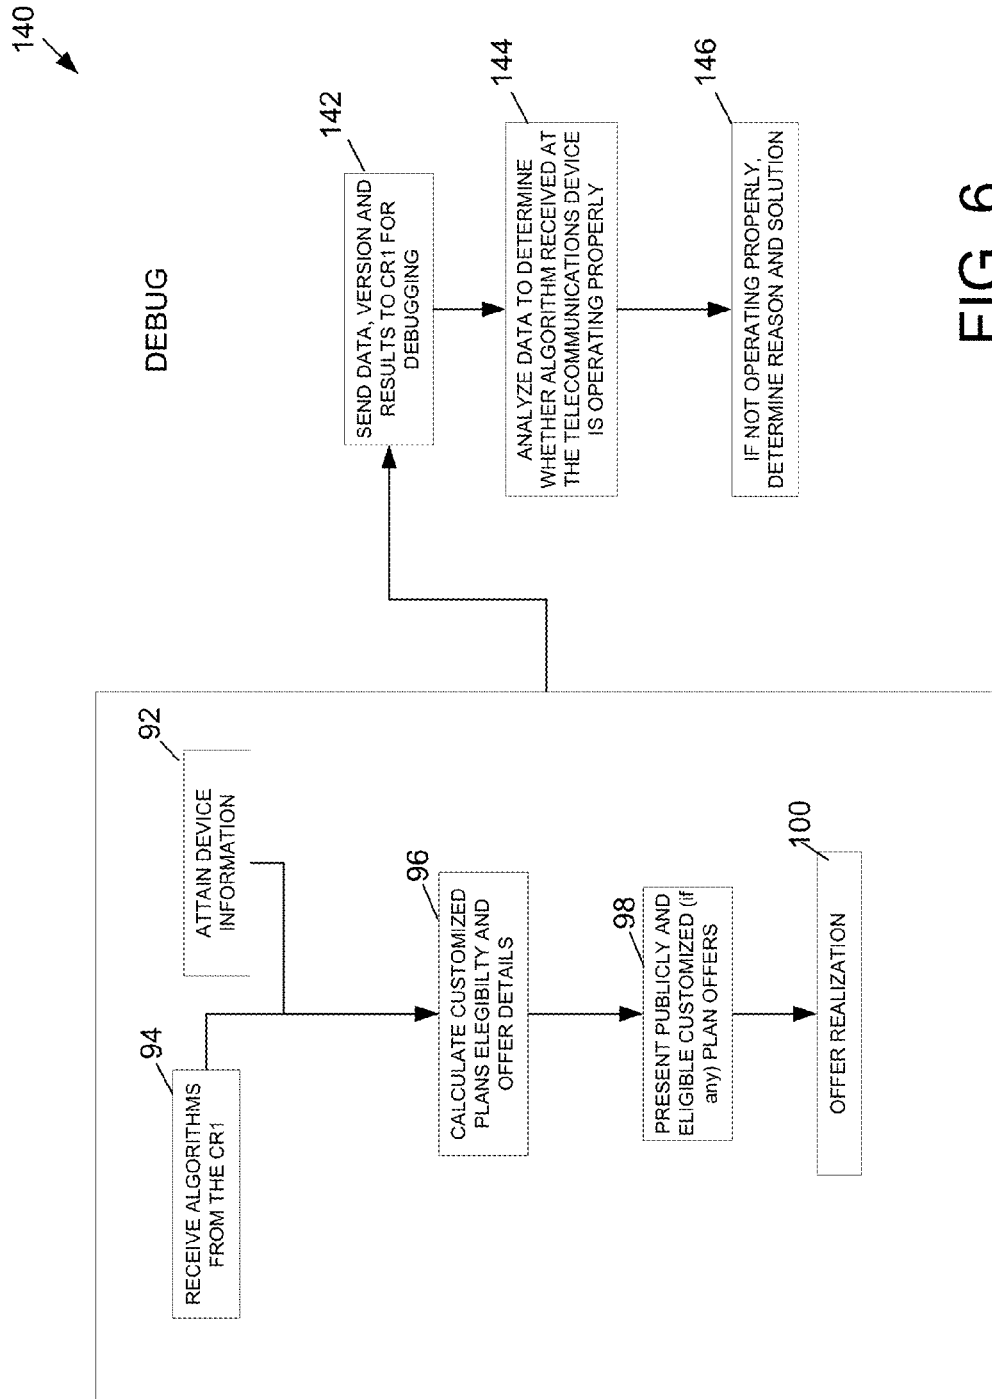 140
DEBUG
94
RECEIVE ALGORITHMS
FROM THE CR1
92
ATTAIN DEVICE
INFORMATION
96
CALCULATE CUSTOMIZED
PLANS ELEGIBILTY AND
OFFER DETAILS
98
PRESENT PUBLICLY AND
ELIGIBLE CUSTOMIZED (if
any) PLAN OFFERS
100
OFFER REALIZATION
142
SEND DATA, VERSION AND
RESULTS TO CR1 FOR
DEBUGGING
144
ANALYZE DATA TO DETERMINE
WHETHER ALGORITHM RECEIVED AT
THE TELECOMMUNICATIONS DEVICE
IS OPERATING PROPERLY
146
IF NOT OPERATING PROPERLY,
DETERMINE REASON AND SOLUTION
FIG. 6